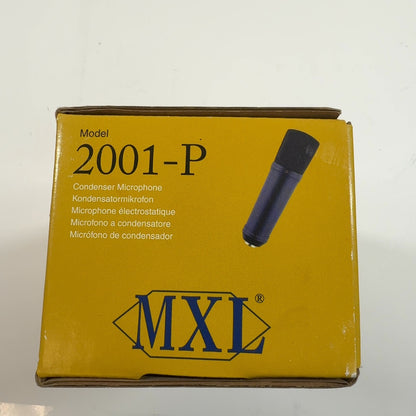 Model
2001-P
Condenser Microphone
Kondensatormikrofon
Microphone électrostatique
Microfono a condensatore
Micrófono de condensador
MXL®